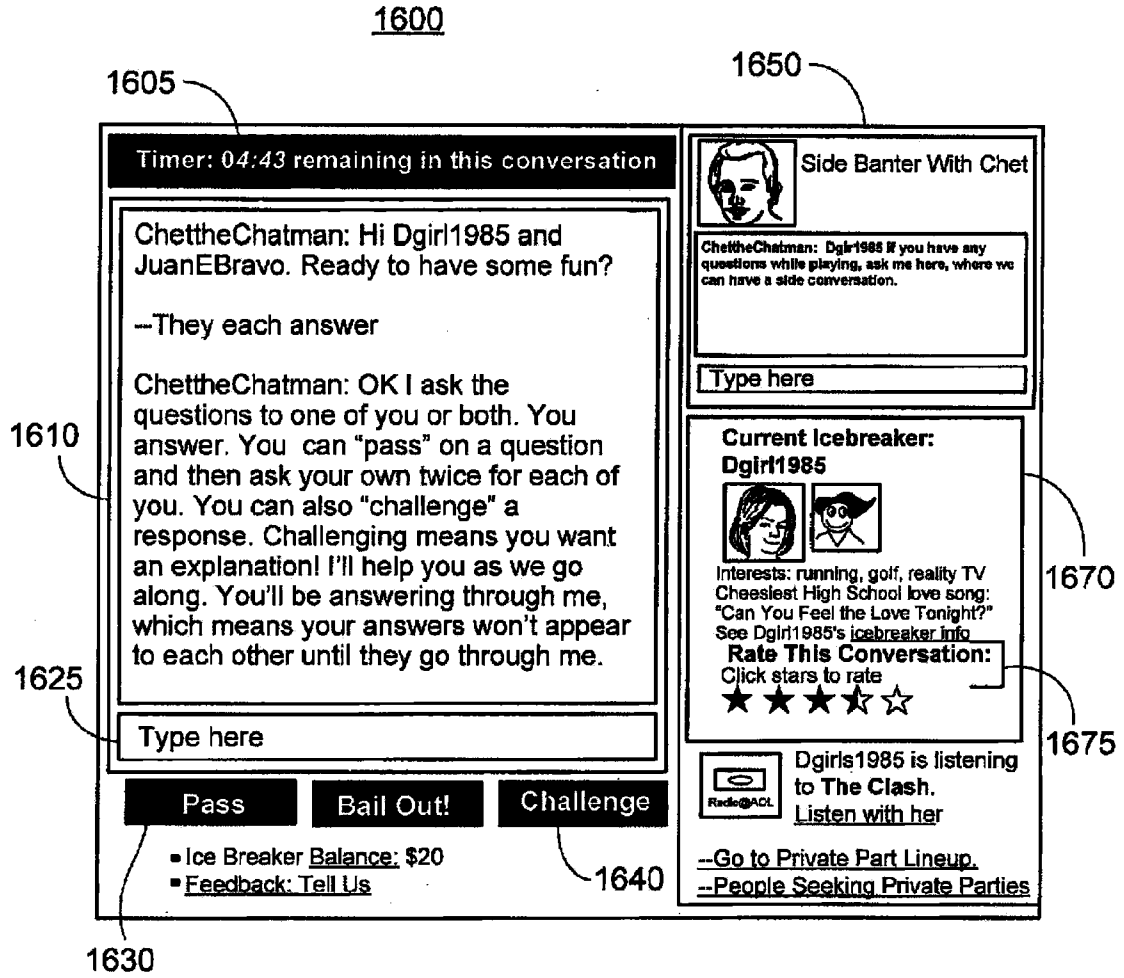 1600
1605
1650
Timer: 04:43 remaining in this conversation
ChettheChatman: Hi Dgirl1985 and
JuanEBravo. Ready to have some fun?
--They each answer
ChettheChatman: OK I ask the
questions to one of you or both. You
answer. You can "pass" on a question
and then ask your own twice for each of
you. You can also "challenge" a
response. Challenging means you want
an explanation! I'll help you as we go
along. You'll be answering through me,
which means your answers won't appear
to each other until they go through me.
1610
1625
Type here
Pass
Bail Out!
Challenge
▪ Ice Breaker Balance: $20
▪ Feedback: Tell Us
1640
1630
Side Banter With Chet
ChettheChatman: Dgirl1985 if you have any
questions while playing, ask me here, where we
can have a side conversation.
Type here
Current Icebreaker:
Dgirl1985
Interests: running, golf, reality TV
Cheesiest High School love song:
"Can You Feel the Love Tonight?"
See Dgirl1985's icebreaker info
Rate This Conversation:
Click stars to rate
1670
1675
Radio@AOL
Dgirls1985 is listening
to The Clash.
Listen with her
--Go to Private Part Lineup.
--People Seeking Private Parties